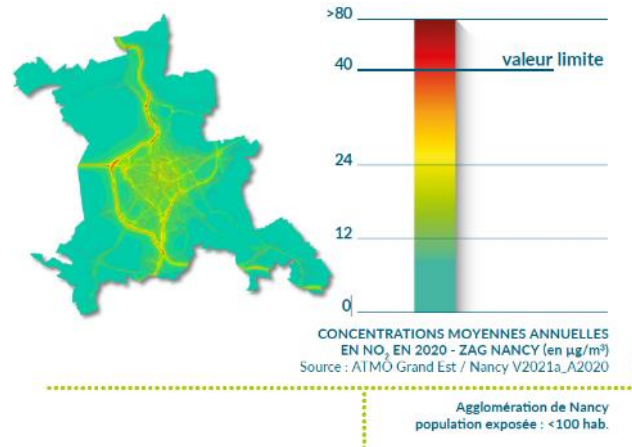 >80
valeur limite
40
24
12
0
CONCENTRATIONS MOYENNES ANNUELLES
EN NO₂ EN 2020 - ZAG NANCY (en µg/m³)
Source : ATMO Grand Est / Nancy V2021a_A2020
Agglomération de Nancy
population exposée : <100 hab.